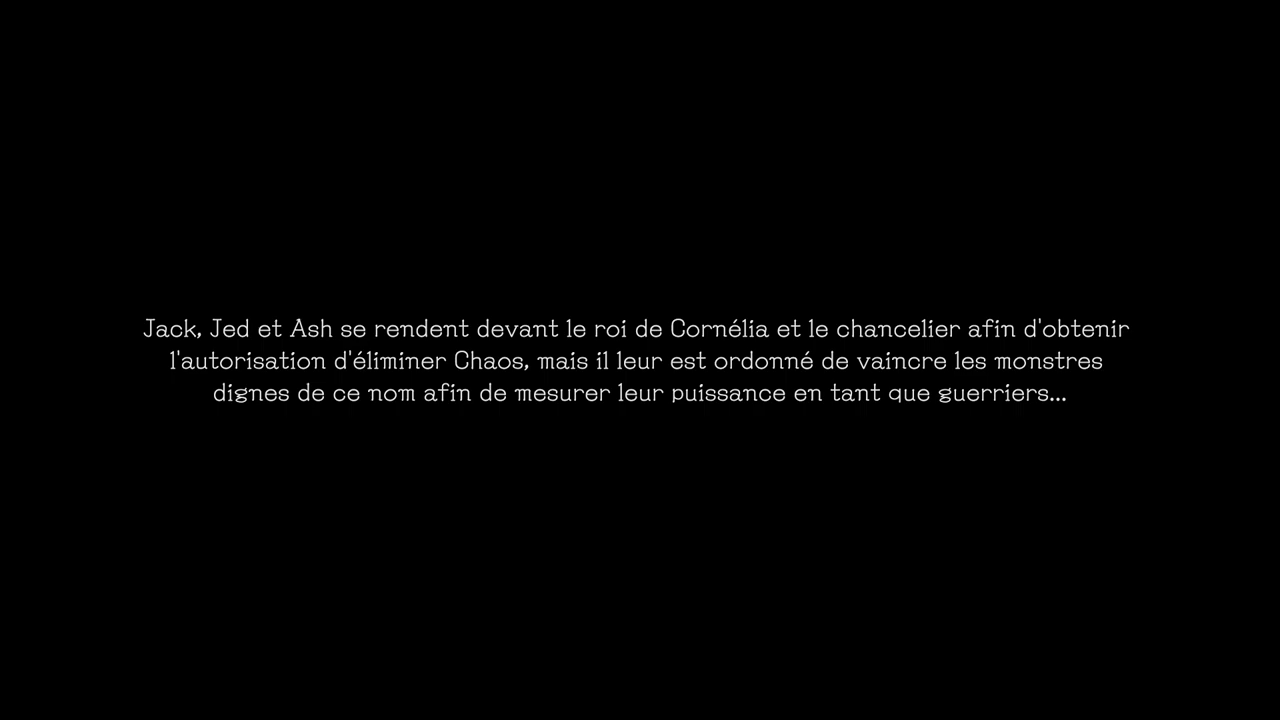 Jack, Jed et Ash se rendent devant le roi de Cornélia et le chancelier afin d'obtenir
l'autorisation d'éliminer Chaos, mais il leur est ordonné de vaincre les monstres
dignes de ce nom afin de mesurer leur puissance en tant que guerriers...